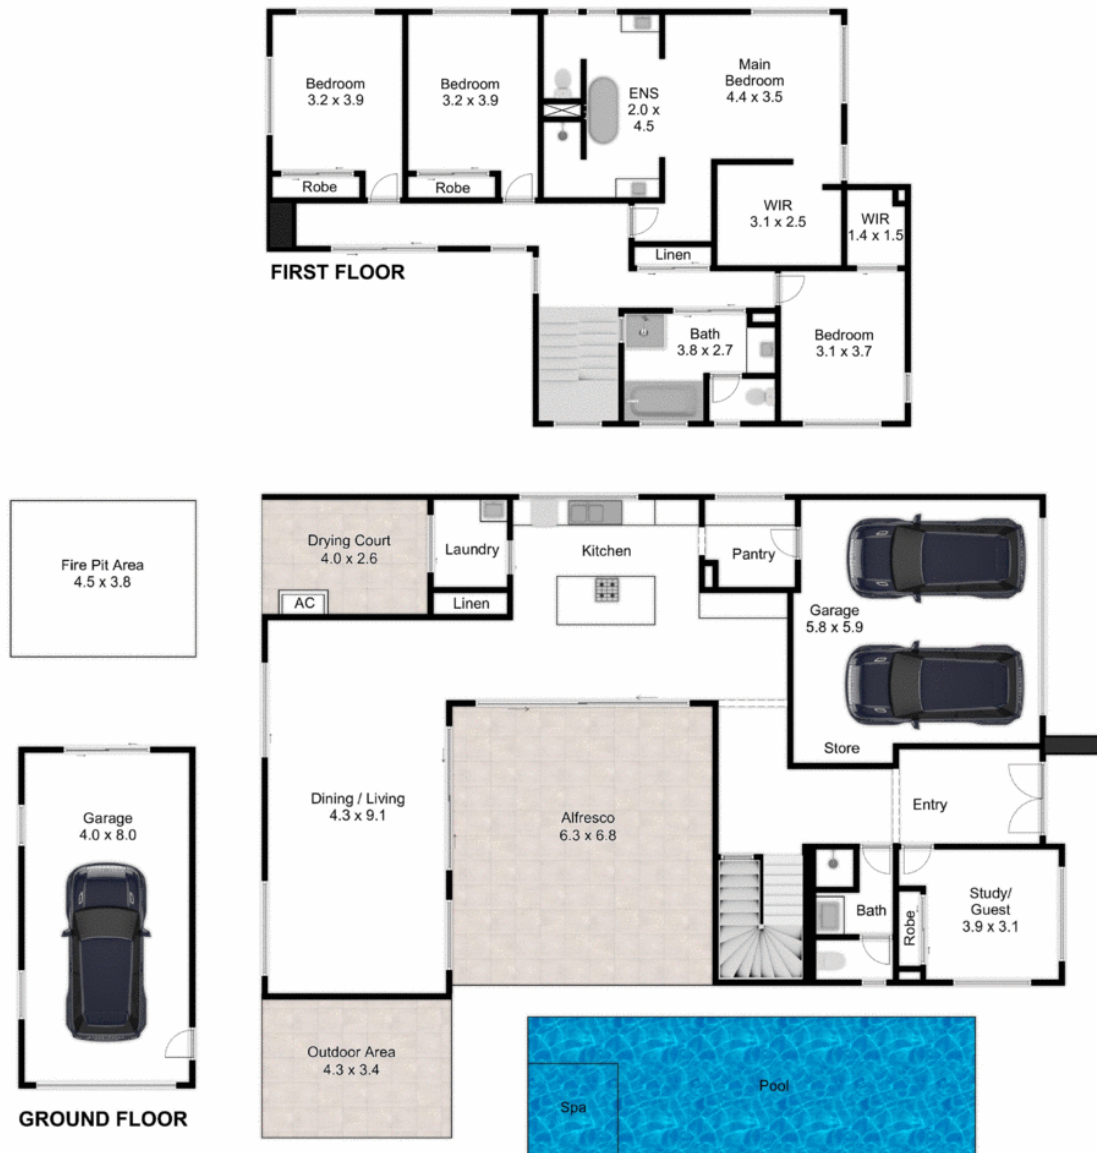 Bedroom
3.2 x 3.9
Robe
Bedroom
3.2 x 3.9
Robe
ENS
2.0 x
4.5
Main
Bedroom
4.4 x 3.5
WIR
3.1 x 2.5
WIR
1.4 x 1.5
Linen
FIRST FLOOR
Bath
3.8 x 2.7
Bedroom
3.1 x 3.7
Fire Pit Area
4.5 x 3.8
Drying Court
4.0 x 2.6
AC
Laundry
Linen
Kitchen
Pantry
Garage
5.8 x 5.9
Store
Garage
4.0 x 8.0
Dining / Living
4.3 x 9.1
Alfresco
6.3 x 6.8
Entry
Bath
Robe
Study/
Guest
3.9 x 3.1
Outdoor Area
4.3 x 3.4
Pool
Spa
GROUND FLOOR